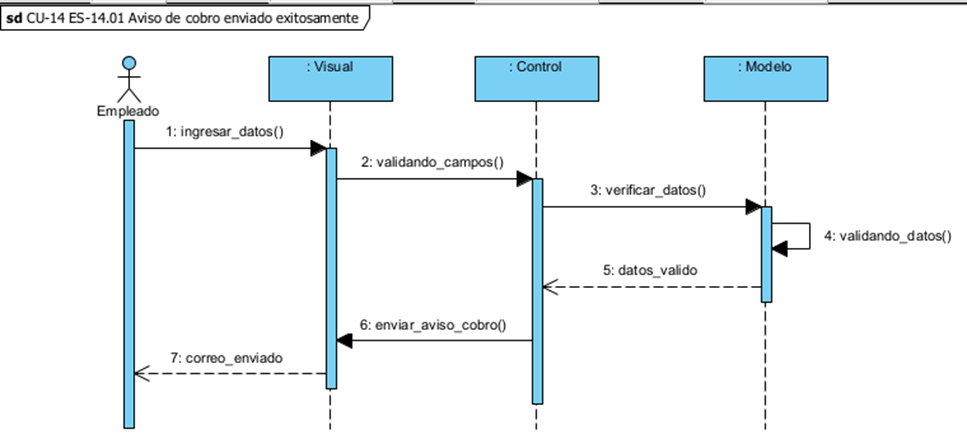 sd CU-14 ES-14.01 Aviso de cobro enviado exitosamente
: Visual
: Control
: Modelo
Empleado
1: ingresar_datos()
2: validando_campos()
3: verificar_datos()
4: validando_datos()
5: datos_valido
6: enviar_aviso_cobro()
7: correo_enviado